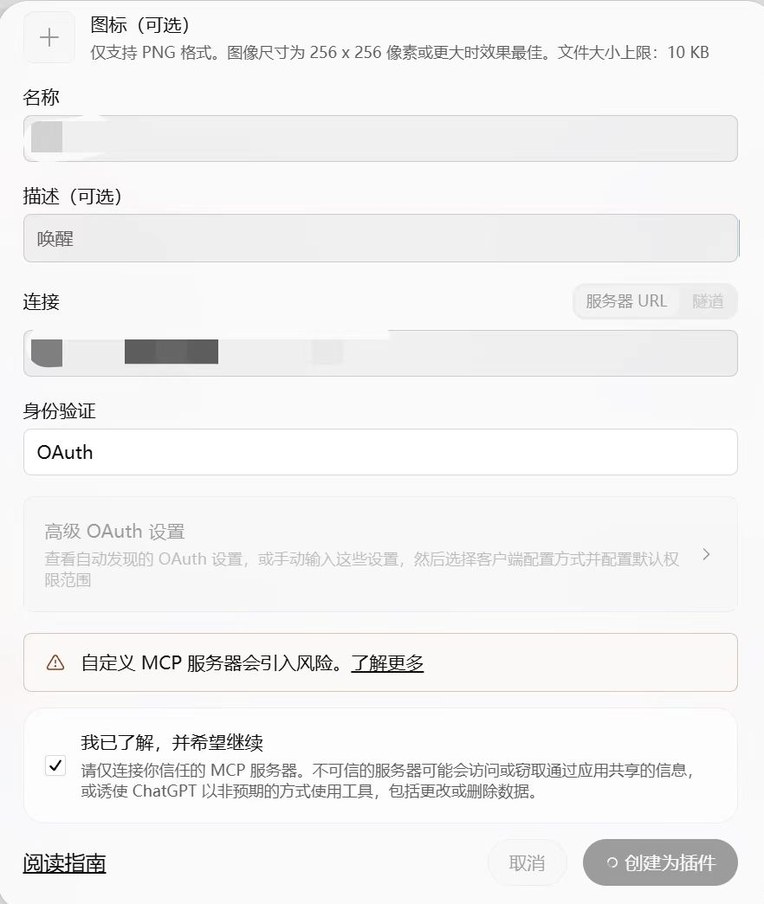 图标（可选）
仅支持 PNG 格式。图像尺寸为 256 x 256 像素或更大时效果最佳。文件大小上限：10 KB
名称
描述（可选）
唤醒
连接
服务器 URL
隧道
身份验证
OAuth
高级 OAuth 设置
查看自动发现的 OAuth 设置，或手动输入这些设置，然后选择客户端配置方式并配置默认权
限范围
自定义 MCP 服务器会引入风险。了解更多
我已了解，并希望继续
请仅连接你信任的 MCP 服务器。不可信的服务器可能会访问或窃取通过应用共享的信息，
或诱使 ChatGPT 以非预期的方式使用工具，包括更改或删除数据。
阅读指南
取消
创建为插件